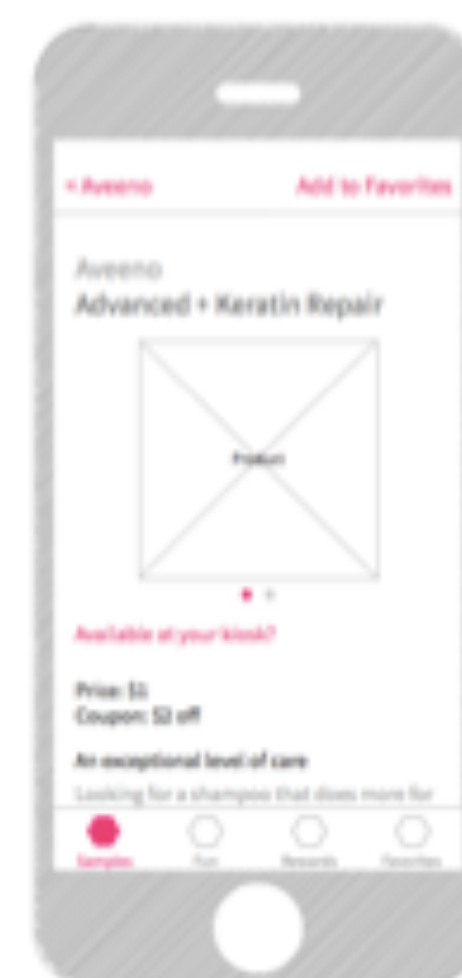 < Aveeno Add to Favorites
Aveeno
Advanced + Keratin Repair
Product
Available at your kiosk?
Price: $1
Coupon: $2 off
An exceptional level of care
Looking for a shampoo that does more for
Samples Fun Rewards Favorites